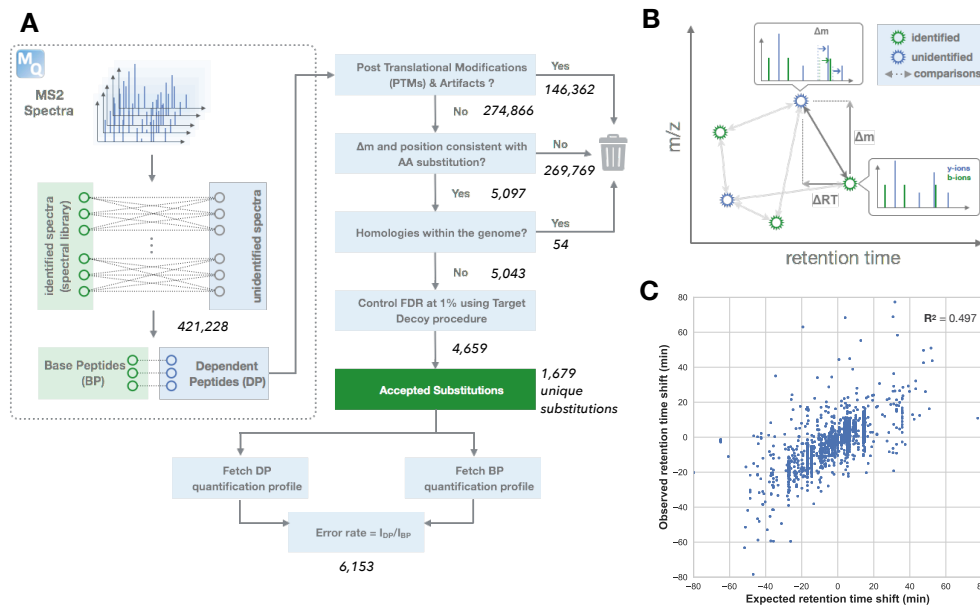 A
MQ
MS2
Spectra
identified spectra
(spectral library)
unidentified spectra
421,228
Base Peptides
(BP)
Dependent
Peptides (DP)
Post Translational Modifications
(PTMs) & Artifacts ?
Yes
146,362
No
274,866
Δm and position consistent with
AA substitution?
No
269,769
Yes
5,097
Homologies within the genome?
Yes
54
No
5,043
Control FDR at 1% using Target
Decoy procedure
4,659
Accepted Substitutions
1,679
unique
substitutions
Fetch DP
quantification profile
Fetch BP
quantification profile
Error rate = IDP/IBP
6,153
B
m/z
retention time
Δm
Δm
ΔRT
y-ions
b-ions
identified
unidentified
comparisons
C
R² = 0.497
Observed retention time shift (min)
80
60
40
20
0
−20
−40
−60
−80
−80
−60
−40
−20
0
20
40
60
Expected retention time shift (min)